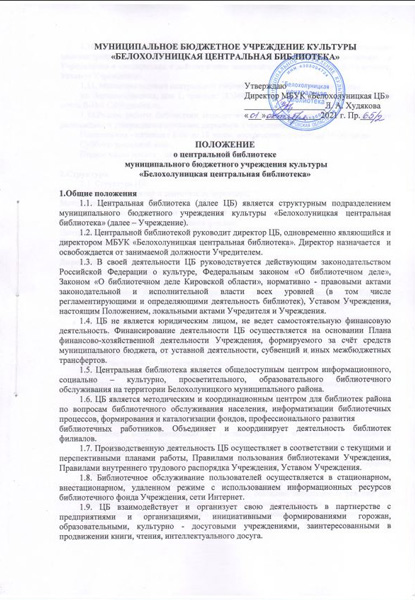 МУНИЦИПАЛЬНОЕ БЮДЖЕТНОЕ УЧРЕЖДЕНИЕ КУЛЬТУРЫ
«БЕЛОХОЛУНИЦКАЯ ЦЕНТРАЛЬНАЯ БИБЛИОТЕКА»
Утверждаю
Директор МБУК «Белохолуницкая ЦБ»
Л. А. Худякова
« 01 » 2021 г. Пр.
ПОЛОЖЕНИЕ
о центральной библиотеке
муниципального бюджетного учреждения культуры
«Белохолуницкая центральная библиотека»
1.Общие положения
1.1. Центральная библиотека (далее ЦБ) является структурным подразделением
муниципального бюджетного учреждения культуры «Белохолуницкая центральная
библиотека» (далее – Учреждение).
1.2. Центральной библиотекой руководит директор ЦБ, одновременно являющийся и
директором МБУК «Белохолуницкая центральная библиотека». Директор назначается и
освобождается от занимаемой должности Учредителем.
1.3. В своей деятельности ЦБ руководствуется действующим законодательством
Российской Федерации о культуре, Федеральным законом «О библиотечном деле»,
Законом «О библиотечном деле Кировской области», нормативно - правовыми актами
законодательной и исполнительной власти всех уровней (в том числе
регламентирующими и определяющими деятельность библиотек), Уставом Учреждения,
настоящим Положением, локальными актами Учредителя и Учреждения.
1.4. ЦБ не является юридическим лицом, не ведет самостоятельную финансовую
деятельность. Финансирование деятельности ЦБ осуществляется на основании Плана
финансово-хозяйственной деятельности Учреждения, формируемого за счёт средств
муниципального бюджета, от уставной деятельности, субвенций и иных межбюджетных
трансфертов.
1.5. Центральная библиотека является общедоступным центром информационного,
социально – культурно, просветительного, образовательного библиотечного
обслуживания на территории Белохолуницкого муниципального района.
1.6. ЦБ является методическим и координационным центром для библиотек района
по вопросам библиотечного обслуживания населения, информатизации библиотечных
процессов, формирования и каталогизации фондов, профессионального развития
библиотечных работников. Объединяет и координирует деятельность библиотек
филиалов.
1.7. Производственную деятельность ЦБ осуществляет в соответствии с текущими и
перспективными планами работы, Правилами пользования библиотеками Учреждения,
Правилами внутреннего трудового распорядка Учреждения, Уставом Учреждения.
1.8. Библиотечное обслуживание пользователей осуществляется в стационарном,
внестационарном, удаленном режиме с использованием информационных ресурсов
библиотечного фонда Учреждения, сети Интернет.
1.9. ЦБ взаимодействует и организует свою деятельность в партнерстве с
предприятиями и организациями, инициативными формированиями горожан,
образовательными, культурно - досуговыми учреждениями, заинтересованными в
продвижении книги, чтения, интеллектуального досуга.